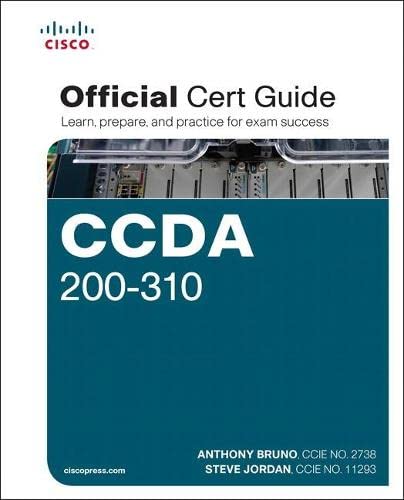 CISCO
Official Cert Guide
Learn, prepare, and practice for exam success
CCDA
200-310
ANTHONY BRUNO, CCIE NO. 2738
STEVE JORDAN, CCIE NO. 11293
ciscopress.com